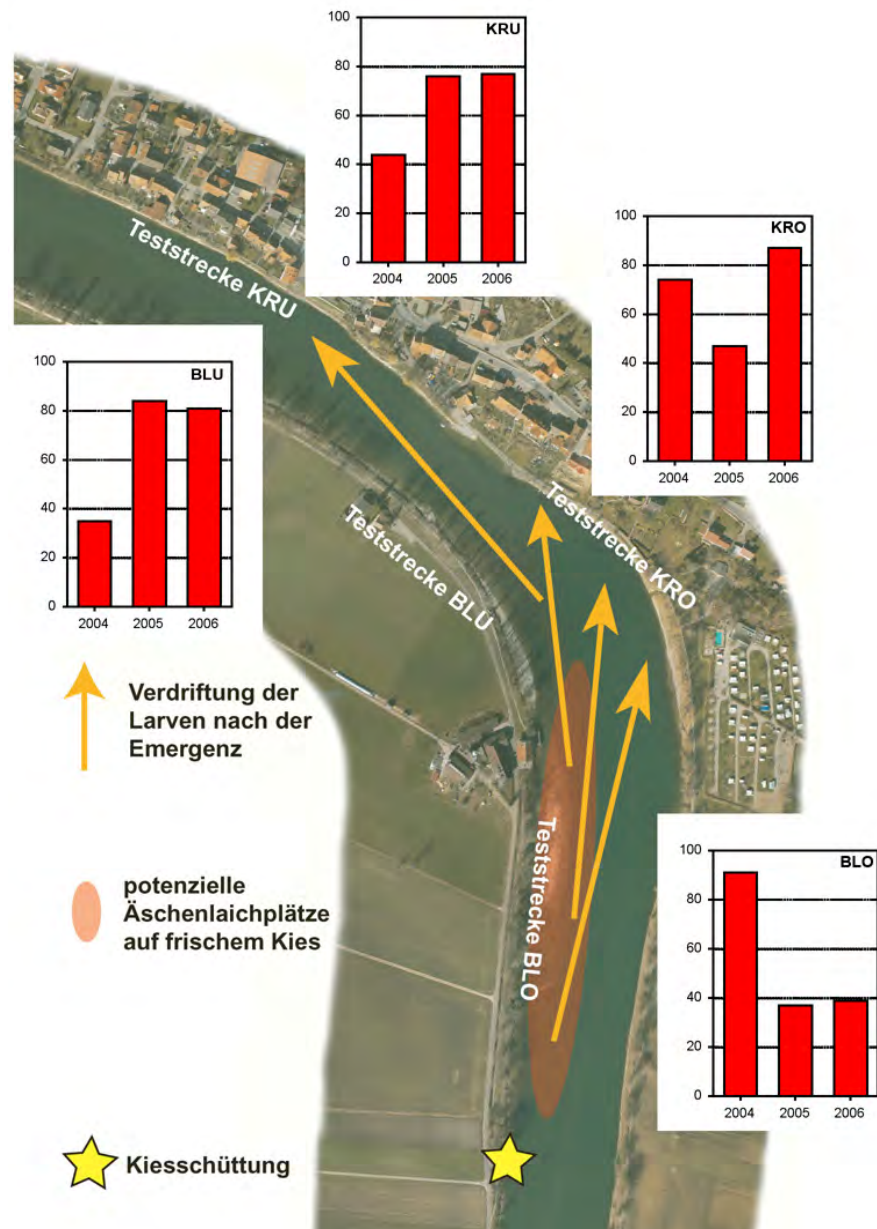 100
80
60
40
20
0
KRU
2004 2005 2006
Teststrecke KRU
100
80
60
40
20
0
KRO
2004 2005 2006
Teststrecke KRO
100
80
60
40
20
0
BLU
2004 2005 2006
Teststrecke BLU
Verdriftung der
Larven nach der
Emergenz
Teststrecke BLO
100
80
60
40
20
0
BLO
2004 2005 2006
potenzielle
Äschenlaichplätze
auf frischem Kies
Kiesschüttung